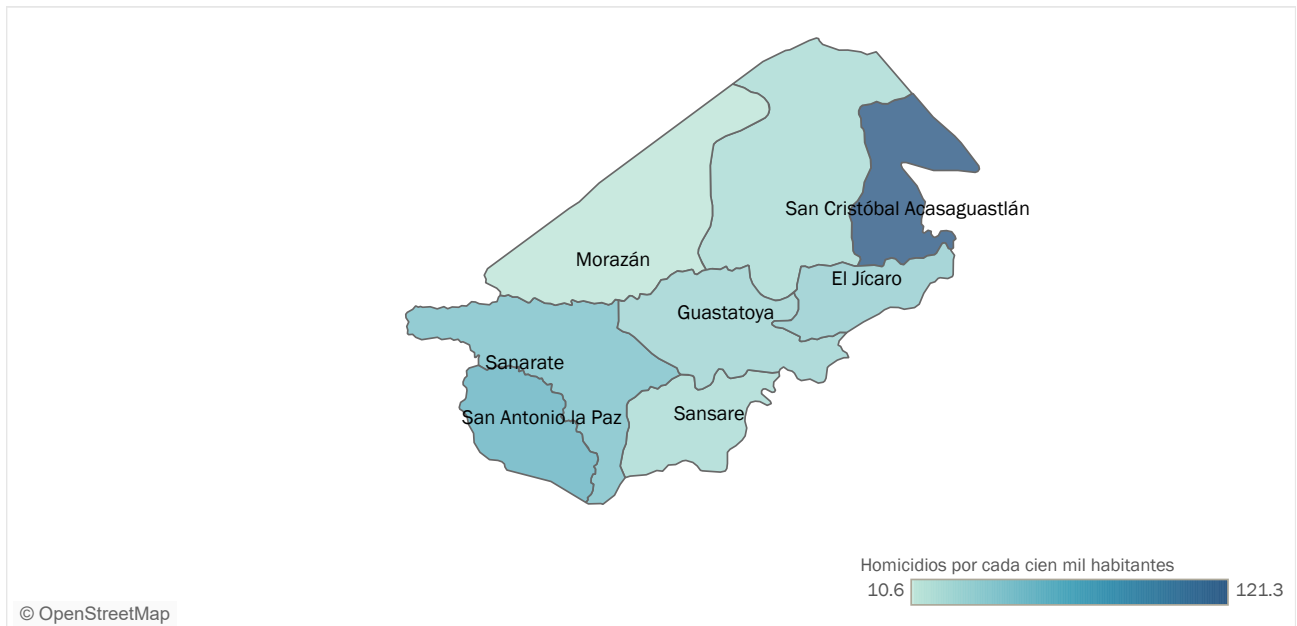 San Cristóbal Acasaguastlán
Morazán
El Jícaro
Guastatoya
Sanarate
San Antonio la Paz
Sansare
Homicidios por cada cien mil habitantes
10.6
121.3
© OpenStreetMap